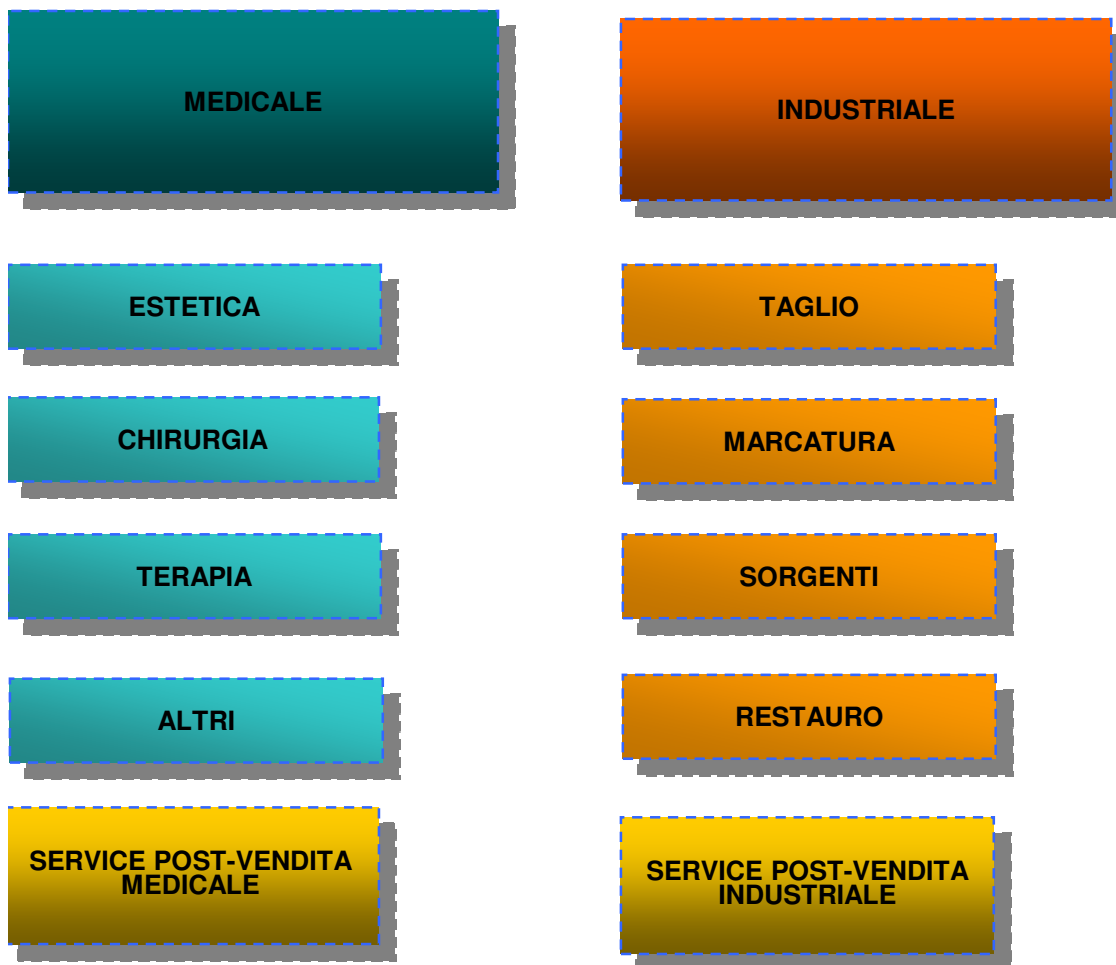 MEDICALE
INDUSTRIALE
ESTETICA
TAGLIO
CHIRURGIA
MARCATURA
TERAPIA
SORGENTI
ALTRI
RESTAURO
SERVICE POST-VENDITA
MEDICALE
SERVICE POST-VENDITA
INDUSTRIALE